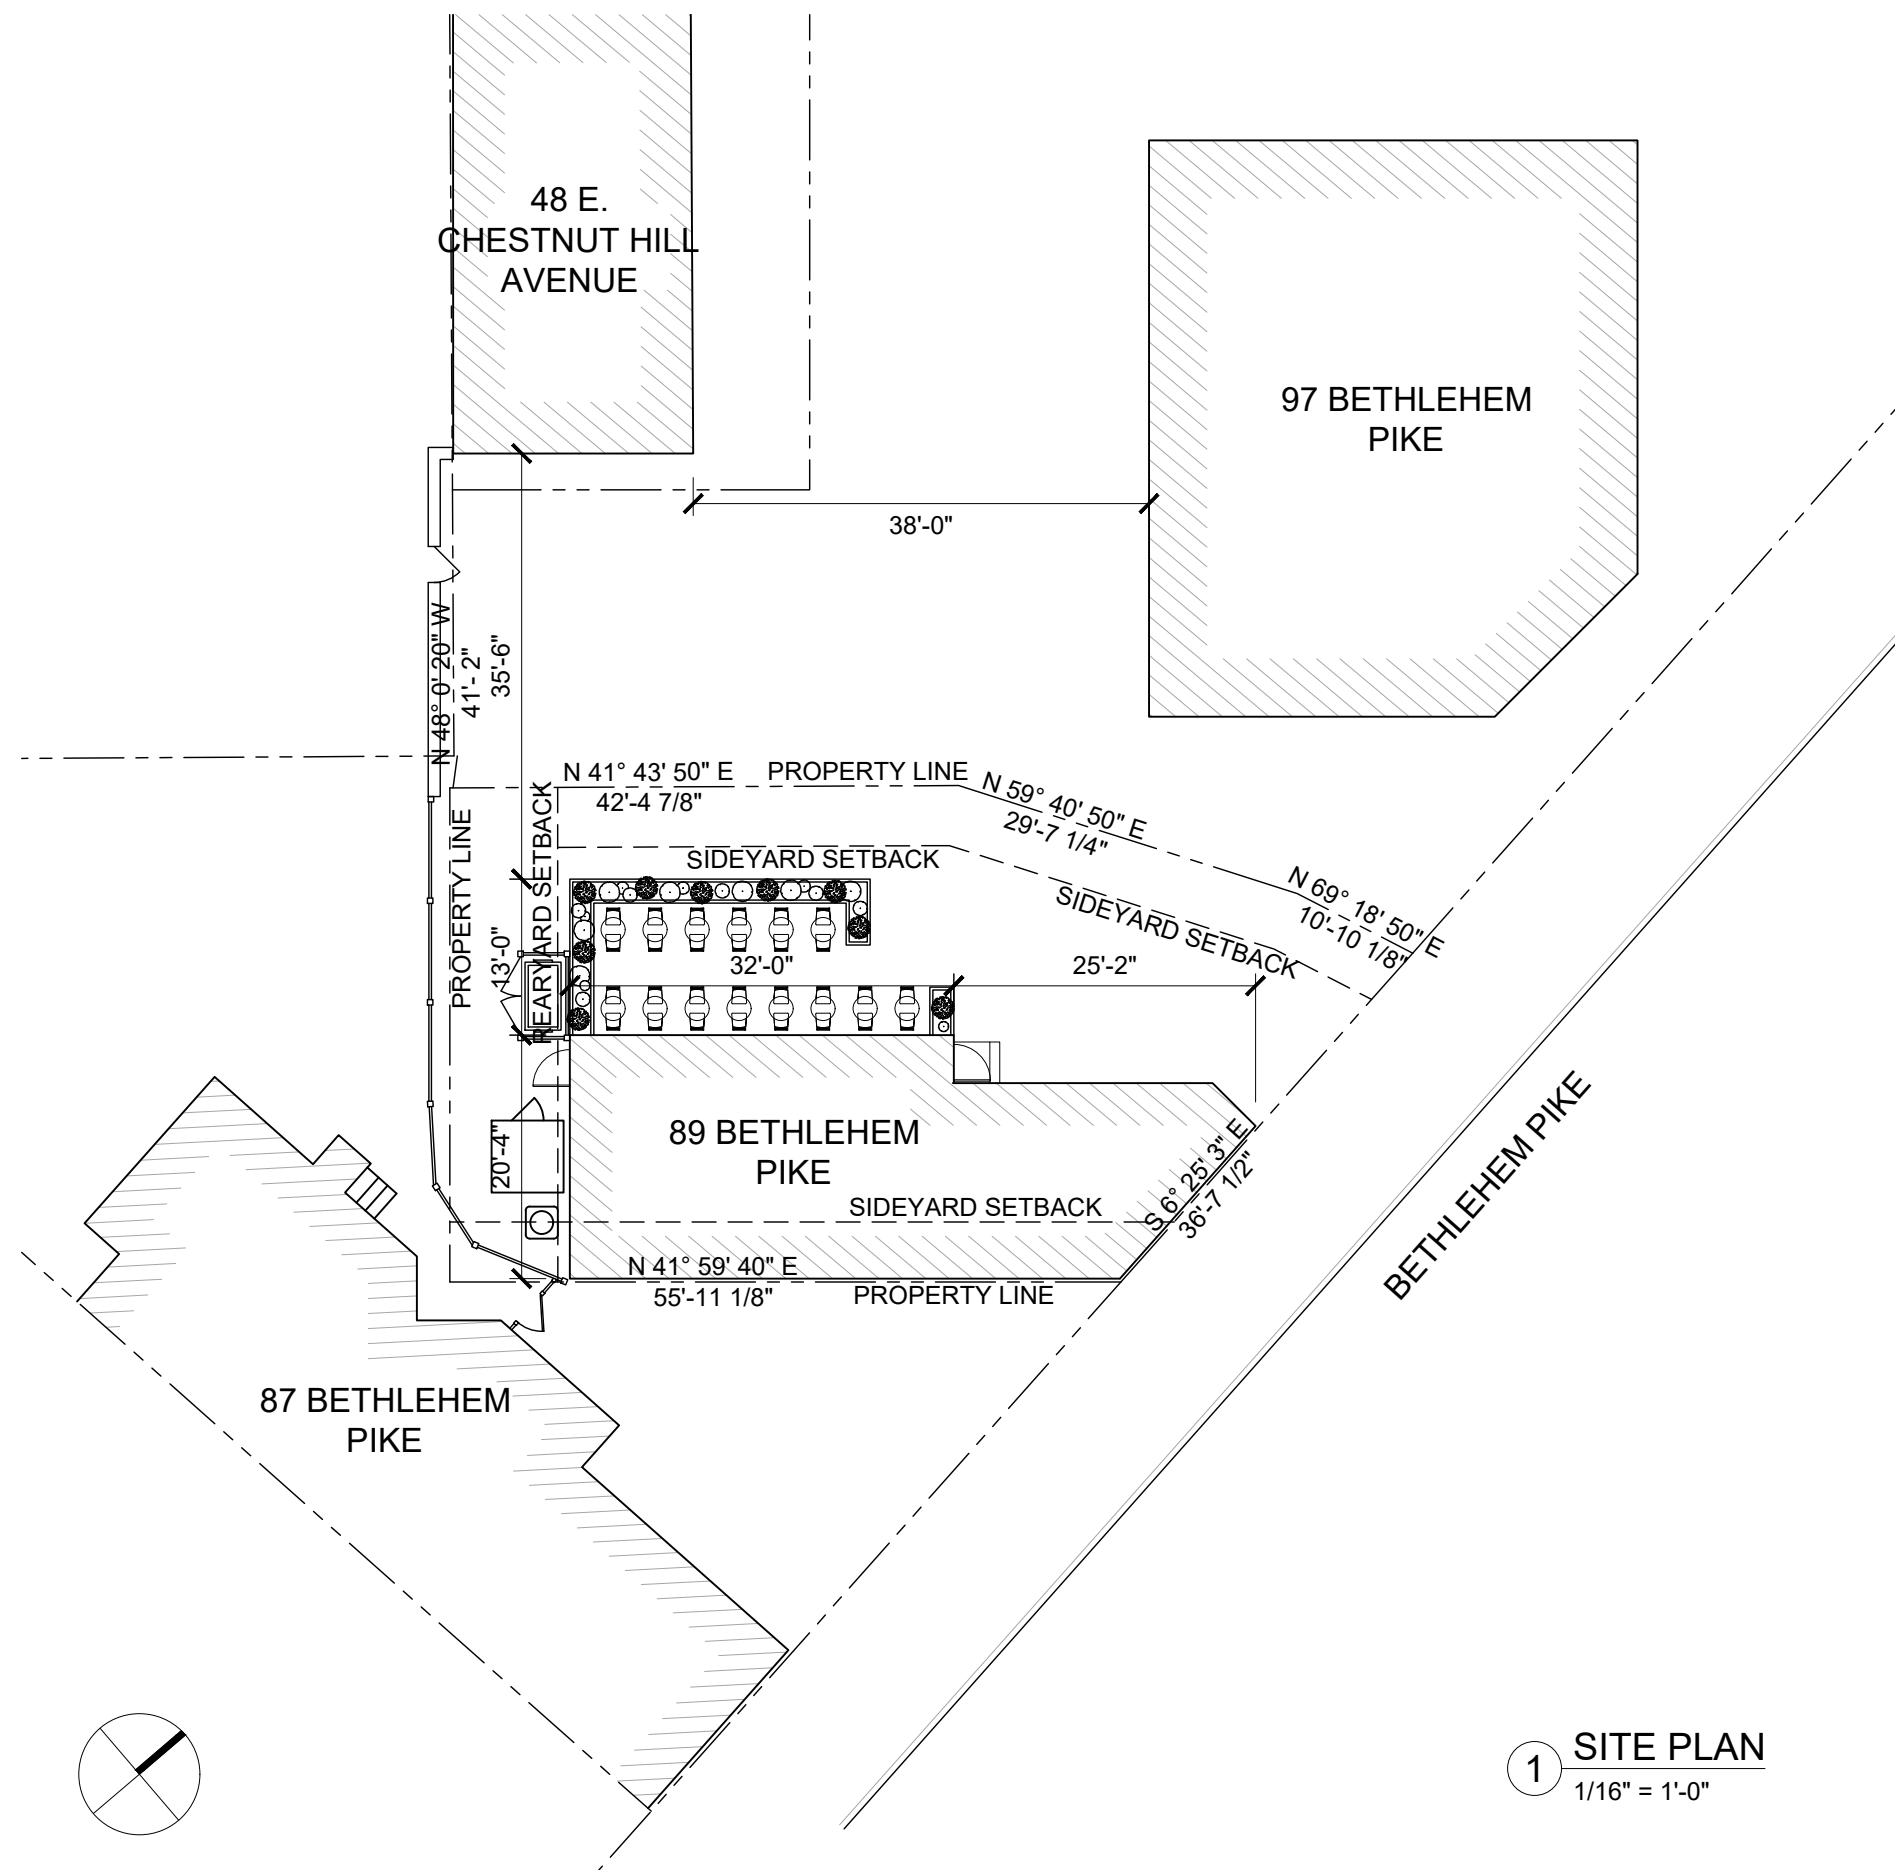 48 E.
CHESTNUT HILL
AVENUE
97 BETHLEHEM
PIKE
38'-0"
N 48° 0' 20" W
41'- 2"
35'-6"
N 41° 43' 50" E
PROPERTY LINE
42'-4 7/8"
N 59° 40' 50" E
29'-7 1/4"
SIDEYARD SETBACK
N 69° 18' 50" E
10'-10 1/8"
SIDEYARD SETBACK
PROPERTY LINE
REARYARD SETBACK
13'-0"
32'-0"
25'-2"
89 BETHLEHEM
PIKE
20'-4"
SIDEYARD SETBACK
S 6° 25' 3" E
36'-7 1/2"
BETHLEHEM PIKE
N 41° 59' 40" E
55'-11 1/8"
PROPERTY LINE
87 BETHLEHEM
PIKE
1
SITE PLAN
1/16" = 1'-0"